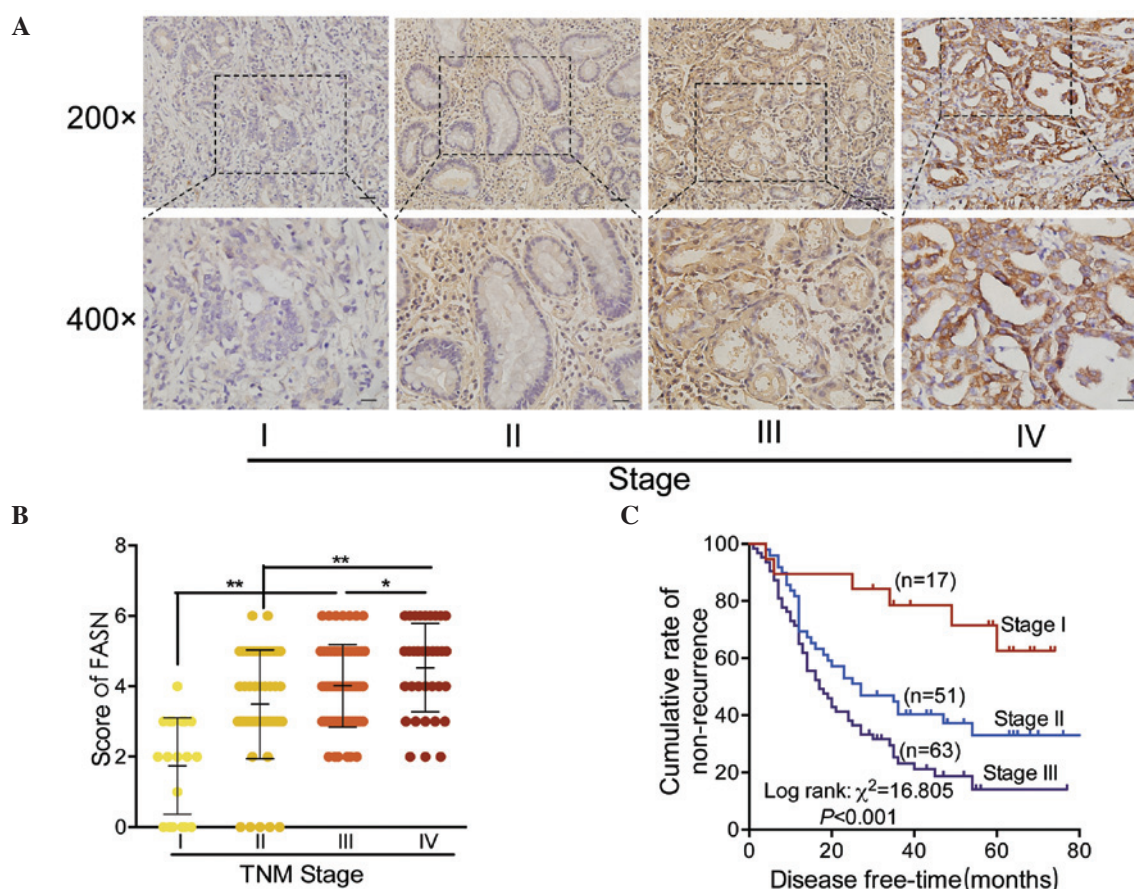 A
200×
400×
I II III IV
Stage
B
Score of FASN
8
6
4
2
0
** ** *
I II III IV
TNM Stage
C
Cumulative rate of
non-recurrence
100
80
60
40
20
0
(n=17)
Stage I
(n=51)
Stage II
(n=63)
Stage III
Log rank: χ²=16.805
P<0.001
0 20 40 60 80
Disease free-time(months)